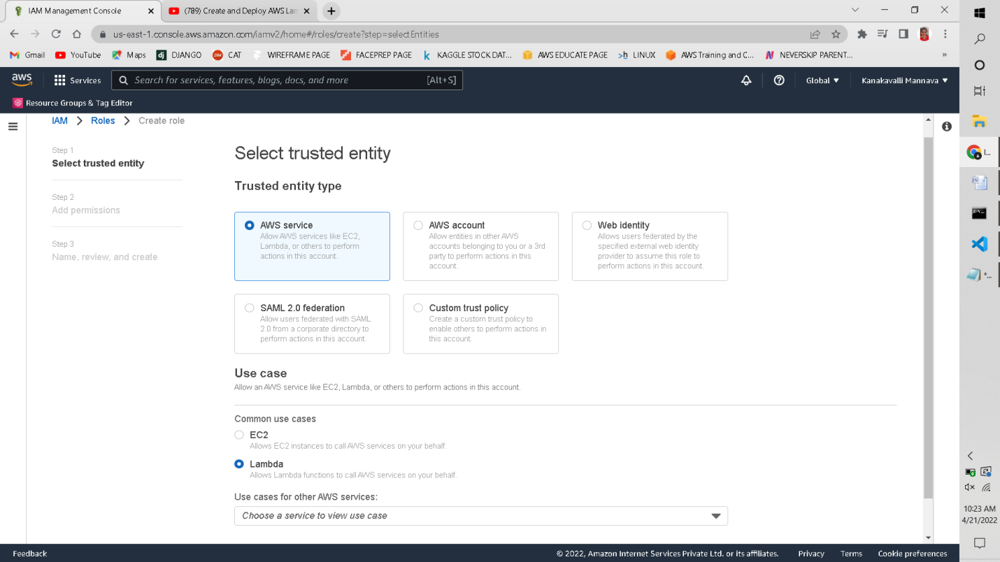 IAM Management Console
(789) Create and Deploy AWS Lan
us-east-1.console.aws.amazon.com/iamv2/home#/roles/create?step=selectEntities
Gmail YouTube Maps DJANGO CAT WIREFRAME PAGE FACEPREP PAGE KAGGLE STOCK DAT... AWS EDUCATE PAGE LINUX AWS Training and C... NEVERSKIP PARENT... »
aws Services Search for services, features, blogs, docs, and more [Alt+S] Global Kanakavalli Mannava
Resource Groups & Tag Editor
IAM Roles Create role
Step 1
Select trusted entity
Step 2
Add permissions
Step 3
Name, review, and create
Select trusted entity
Trusted entity type
AWS service
Allow AWS services like EC2,
Lambda, or others to perform
actions in this account.
AWS account
Allow entities in other AWS
accounts belonging to you or a 3rd
party to perform actions in this
account.
Web identity
Allows users federated by the
specified external web identity
provider to assume this role to
perform actions in this account.
SAML 2.0 federation
Allow users federated with SAML
2.0 from a corporate directory to
perform actions in this account.
Custom trust policy
Create a custom trust policy to
enable others to perform actions in
this account.
Use case
Allow an AWS service like EC2, Lambda, or others to perform actions in this account.
Common use cases
EC2
Allows EC2 instances to call AWS services on your behalf.
Lambda
Allows Lambda functions to call AWS services on your behalf.
Use cases for other AWS services:
Choose a service to view use case
Feedback © 2022, Amazon Internet Services Private Ltd. or its affiliates. Privacy Terms Cookie preferences
I...
*...
10:23 AM
4/21/2022